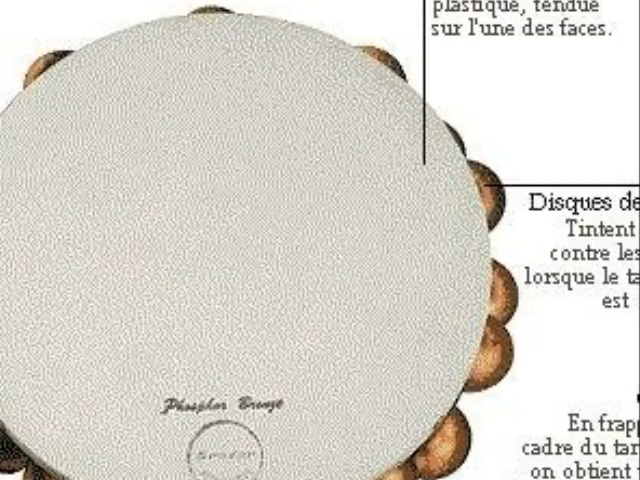 plastique, tendue
sur l'une des faces.
Disques de
Tintent
contre les
lorsque le ta
est
Phosphor Bronze
En frapp
cadre du tan
on obtient